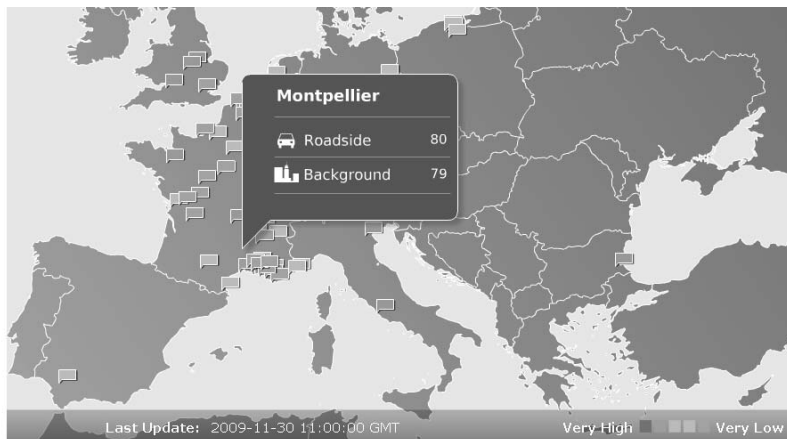 Montpellier
Roadside 80
Background 79
Last Update: 2009-11-30 11:00:00 GMT Very High Very Low